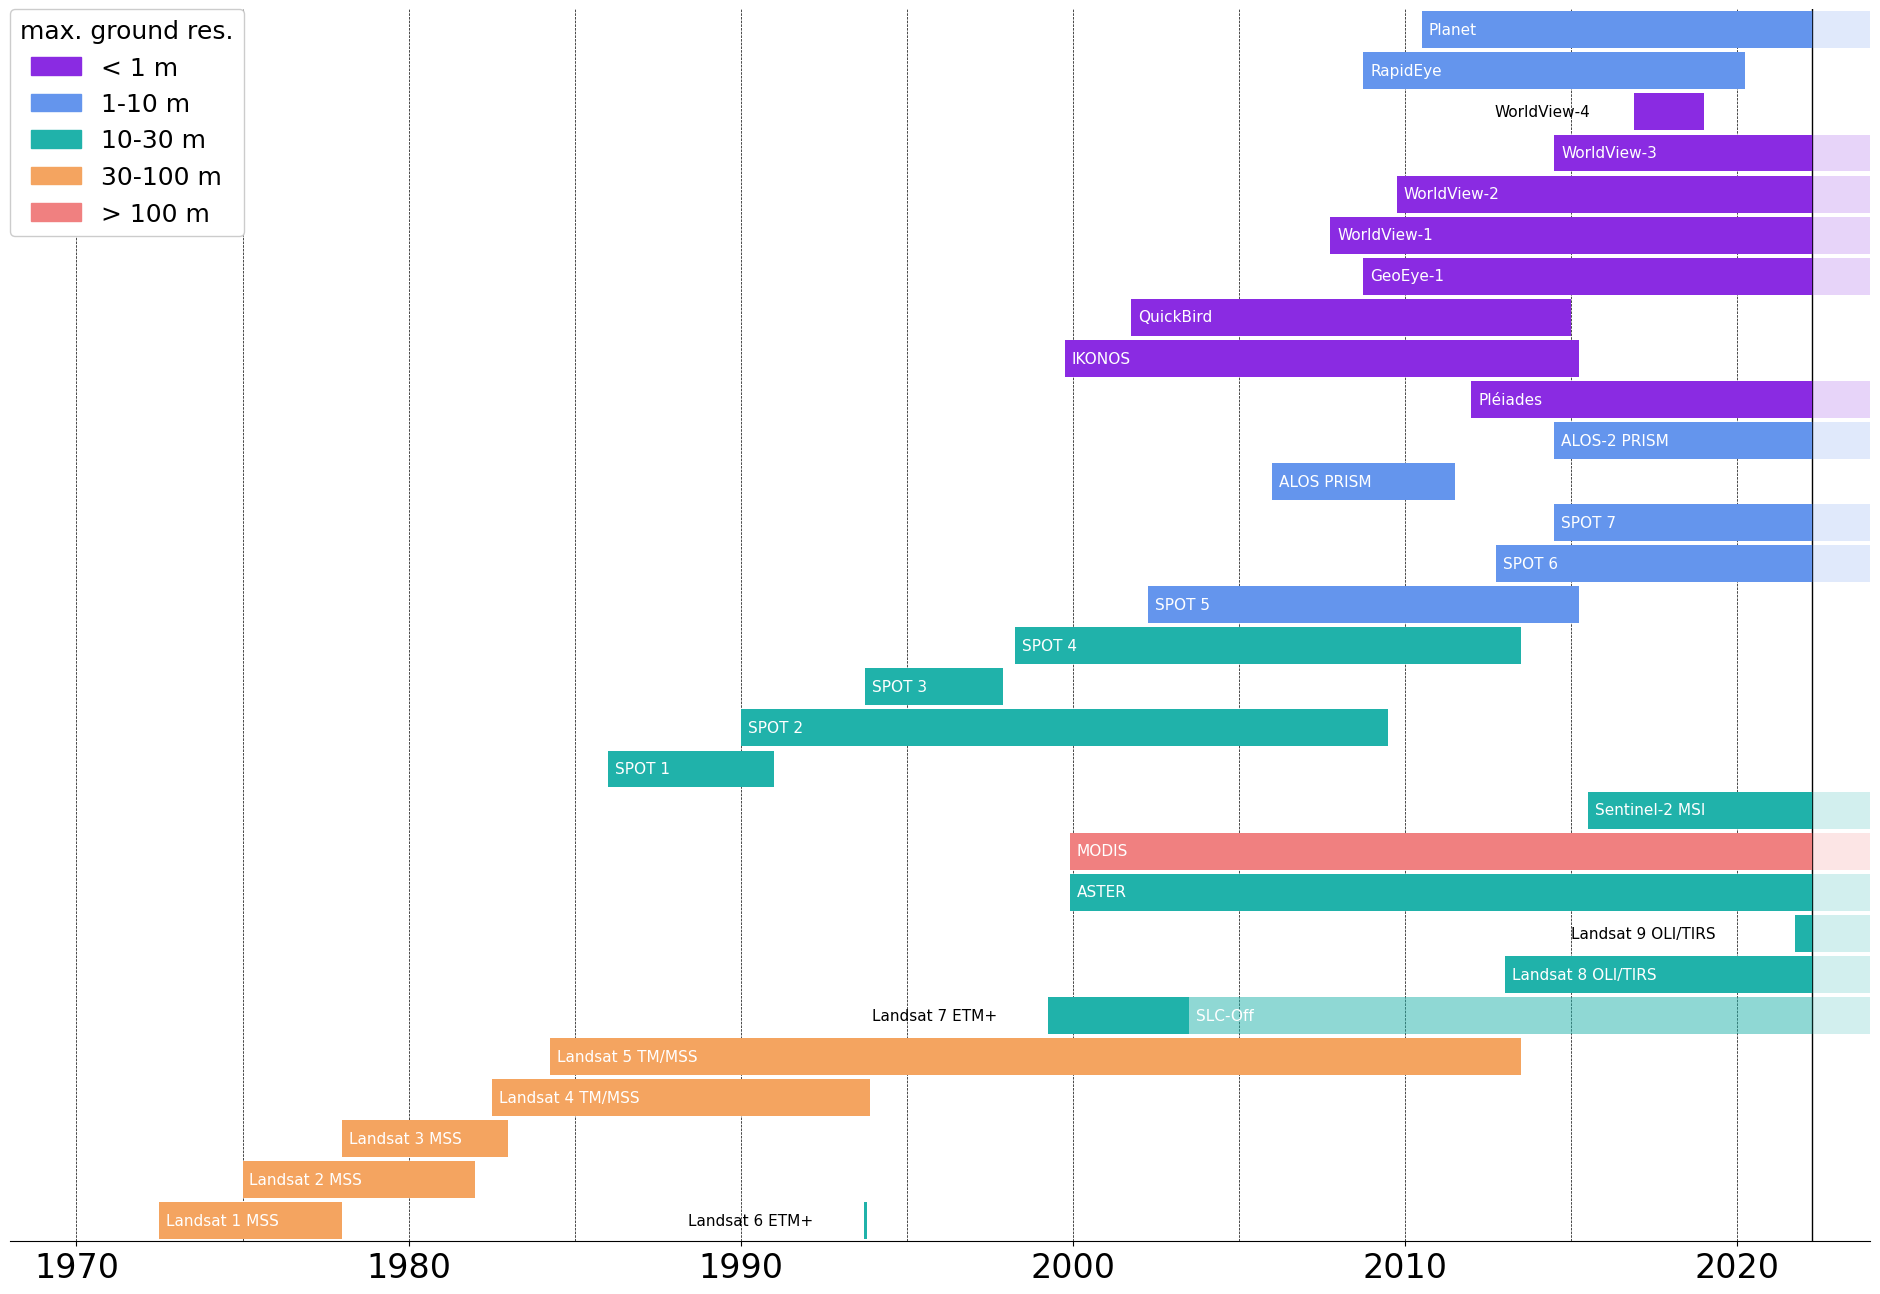 max. ground res.
< 1 m
1-10 m
10-30 m
30-100 m
> 100 m
Planet
RapidEye
WorldView-4
WorldView-3
WorldView-2
WorldView-1
GeoEye-1
QuickBird
IKONOS
Pléiades
ALOS-2 PRISM
ALOS PRISM
SPOT 7
SPOT 6
SPOT 5
SPOT 4
SPOT 3
SPOT 2
SPOT 1
Sentinel-2 MSI
MODIS
ASTER
Landsat 9 OLI/TIRS
Landsat 8 OLI/TIRS
Landsat 7 ETM+ SLC-Off
Landsat 5 TM/MSS
Landsat 4 TM/MSS
Landsat 3 MSS
Landsat 2 MSS
Landsat 1 MSS Landsat 6 ETM+
1970 1980 1990 2000 2010 2020